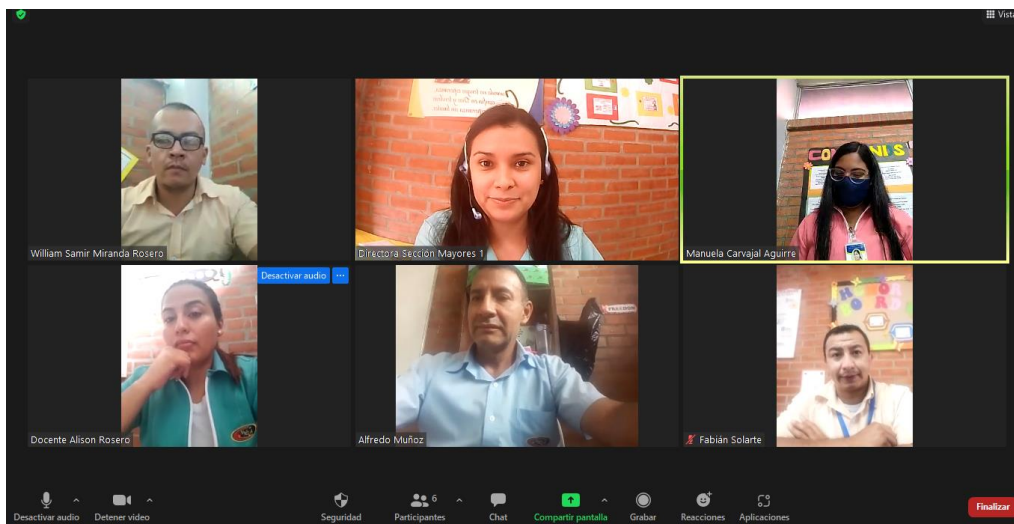 Vista
William Samir Miranda Rosero
Directora Sección Mayores 1
Manuela Carvajal Aguirre
Desactivar audio ...
Docente Alison Rosero
Alfredo Muñoz
Fabián Solarte
FRACCIÓN
6
Desactivar audio
Detener video
Seguridad
Participantes
Chat
Compartir pantalla
Grabar
Reacciones
Aplicaciones
Finalizar